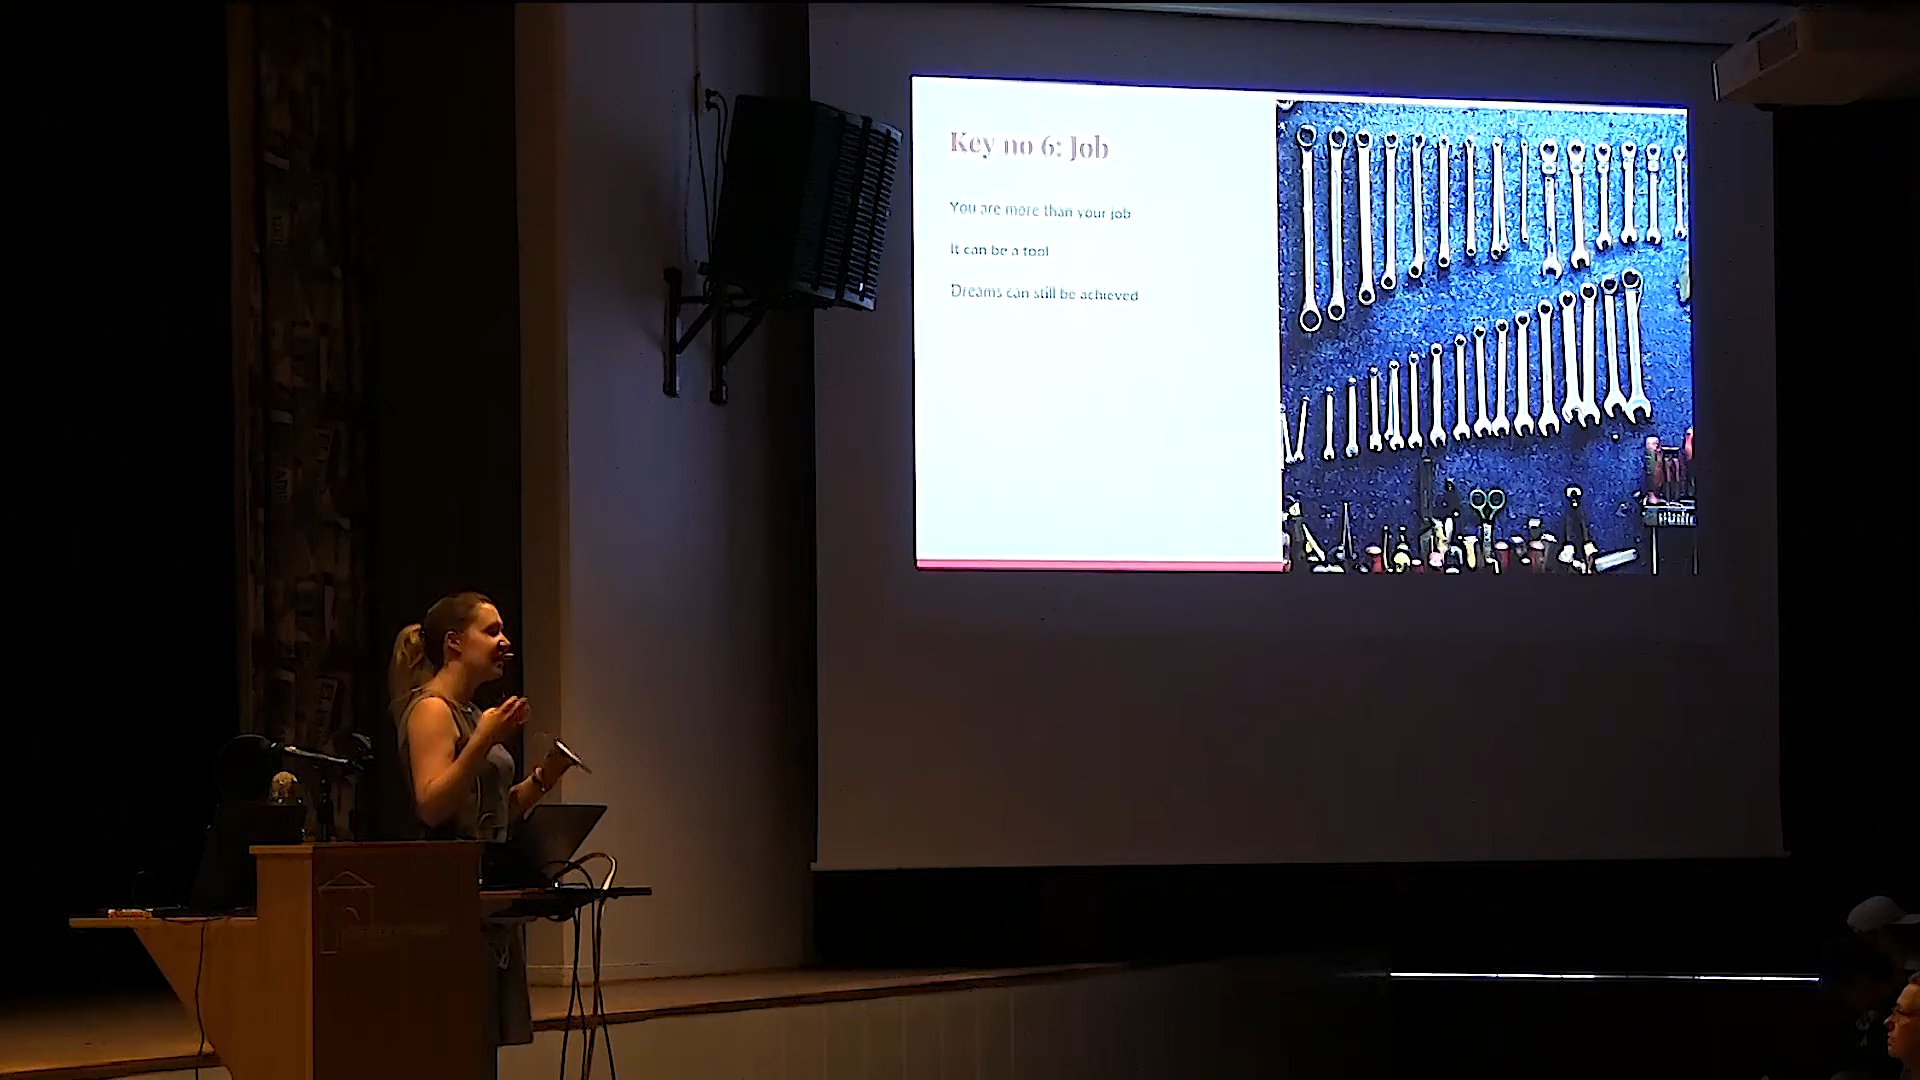 Key no 6: Job
You are more than your job
It can be a tool
Dreams can still be achieved